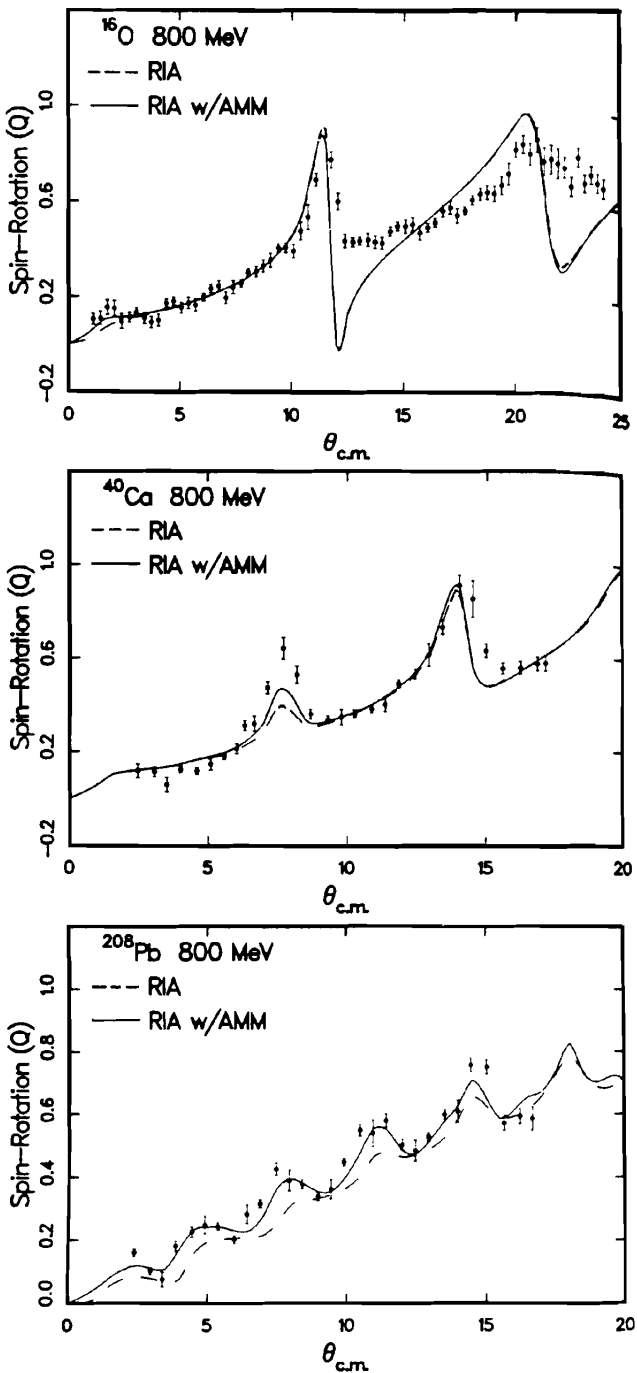 ¹⁶O 800 MeV
--- RIA
—— RIA w/AMM
Spin–Rotation (Q)
1.0
0.6
0.2
−0.2
0 5 10 15 20 25
θc.m.
⁴⁰Ca 800 MeV
--- RIA
—— RIA w/AMM
Spin–Rotation (Q)
1.0
0.6
0.2
−0.2
0 5 10 15 20
θc.m.
²⁰⁸Pb 800 MeV
--- RIA
—— RIA w/AMM
Spin–Rotation (Q)
1.0
0.8
0.6
0.4
0.2
0.0
0 5 10 15 20
θc.m.